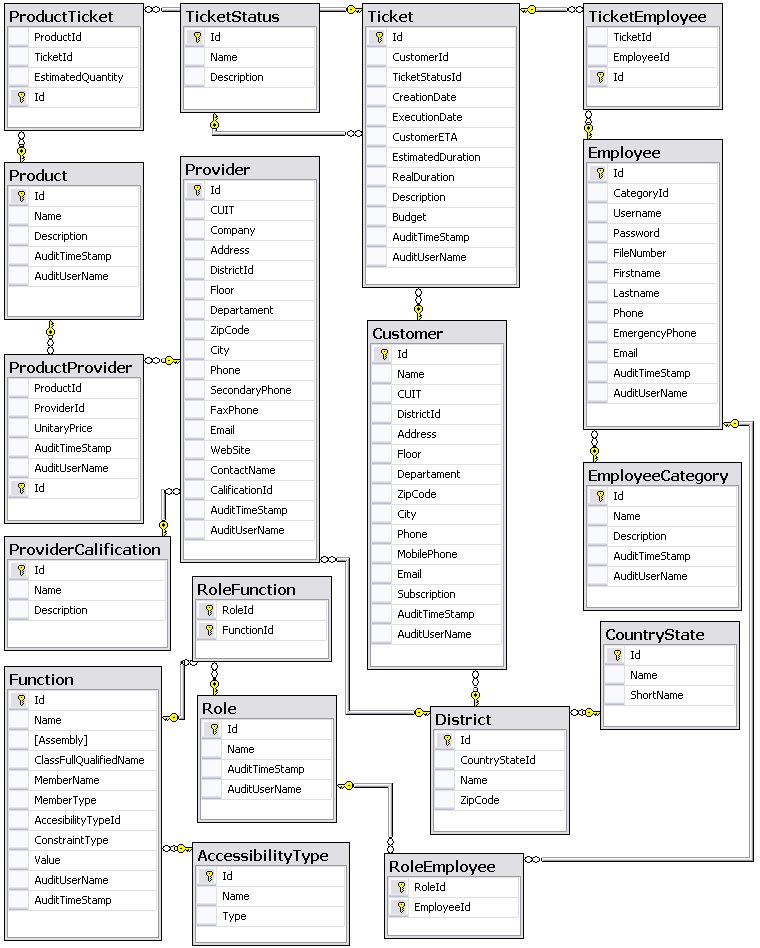 ProductTicket
ProductId
TicketId
EstimatedQuantity
Id
TicketStatus
Id
Name
Description
Ticket
Id
CustomerId
TicketStatusId
CreationDate
ExecutionDate
CustomerETA
EstimatedDuration
RealDuration
Description
Budget
AuditTimeStamp
AuditUserName
TicketEmployee
TicketId
EmployeeId
Id
Product
Id
Name
Description
AuditTimeStamp
AuditUserName
Provider
Id
CUIT
Company
Address
DistrictId
Floor
Departament
ZipCode
City
Phone
SecondaryPhone
FaxPhone
Email
WebSite
ContactName
CalificationId
AuditTimeStamp
AuditUserName
Employee
Id
CategoryId
Username
Password
FileNumber
Firstname
Lastname
Phone
EmergencyPhone
Email
AuditTimeStamp
AuditUserName
ProductProvider
ProductId
ProviderId
UnitaryPrice
AuditTimeStamp
AuditUserName
Id
Customer
Id
Name
CUIT
DistrictId
Address
Floor
Departament
ZipCode
City
Phone
MobilePhone
Email
Subscription
AuditTimeStamp
AuditUserName
EmployeeCategory
Id
Name
Description
AuditTimeStamp
AuditUserName
ProviderCalification
Id
Name
Description
RoleFunction
RoleId
FunctionId
CountryState
Id
Name
ShortName
Function
Id
Name
[Assembly]
ClassFullQualifiedName
MemberName
MemberType
AccesibilityTypeId
ConstraintType
Value
AuditUserName
AuditTimeStamp
Role
Id
Name
AuditTimeStamp
AuditUserName
District
Id
CountryStateId
Name
ZipCode
AccessibilityType
Id
Name
Type
RoleEmployee
RoleId
EmployeeId